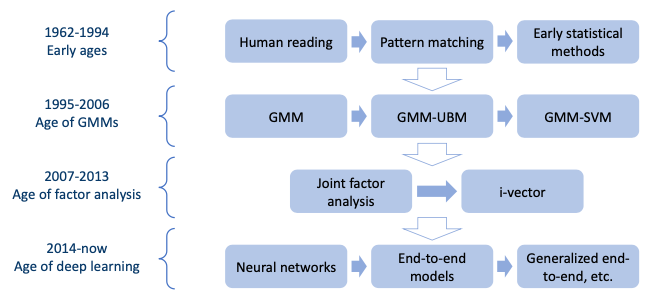 1962-1994
Early ages
Human reading
Pattern matching
Early statistical
methods
1995-2006
Age of GMMs
GMM
GMM-UBM
GMM-SVM
2007-2013
Age of factor analysis
Joint factor
analysis
i-vector
2014-now
Age of deep learning
Neural networks
End-to-end
models
Generalized end-
to-end, etc.